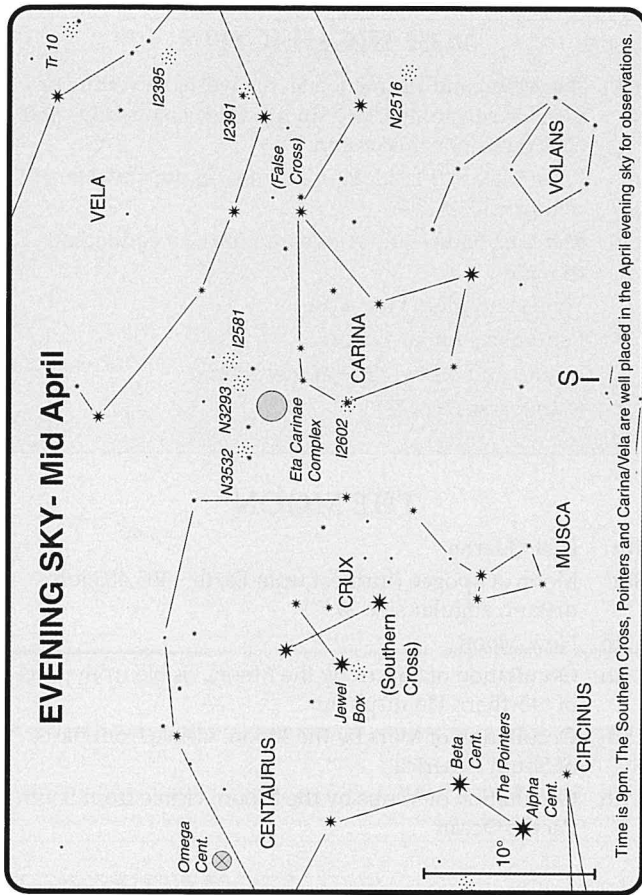 EVENING SKY - Mid April
Tr 10
VELA
I2395
I2391
(False
Cross)
N2516
VOLANS
I2581
N3293
N3532
Eta Carinae
Complex
I2602
CARINA
S
Omega
Cent.
CENTAURUS
Jewel
Box
CRUX
(Southern
Cross)
MUSCA
Beta
Cent.
The Pointers
Alpha
Cent.
CIRCINUS
10°
Time is 9pm. The Southern Cross, Pointers and Carina/Vela are well placed in the April evening sky for observations.